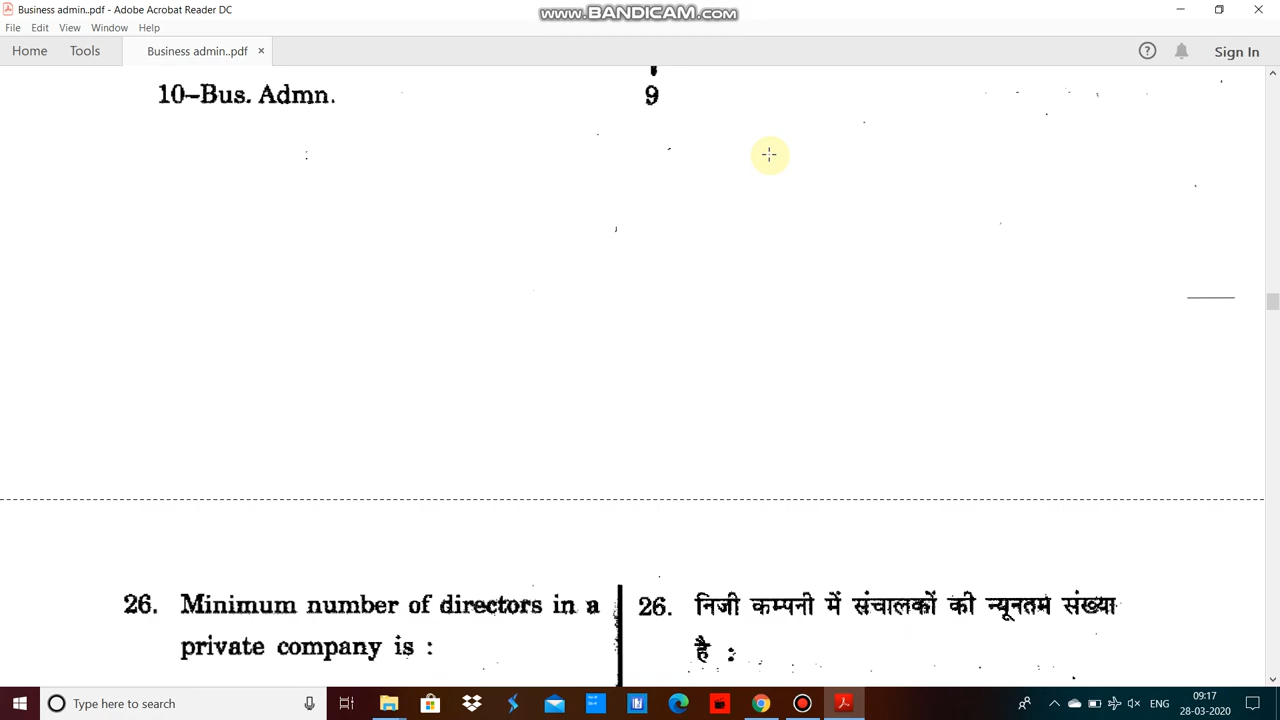 Business admin..pdf - Adobe Acrobat Reader DC
www.BANDICAM.com
File Edit View Window Help
Home Tools Business admin..pdf × Sign In
10–Bus. Admn. 9
26. Minimum number of directors in a
private company is :
26. निजी कम्पनी में संचालकों की न्यूनतम संख्या
है :
Type here to search
ENG
09:17
28-03-2020